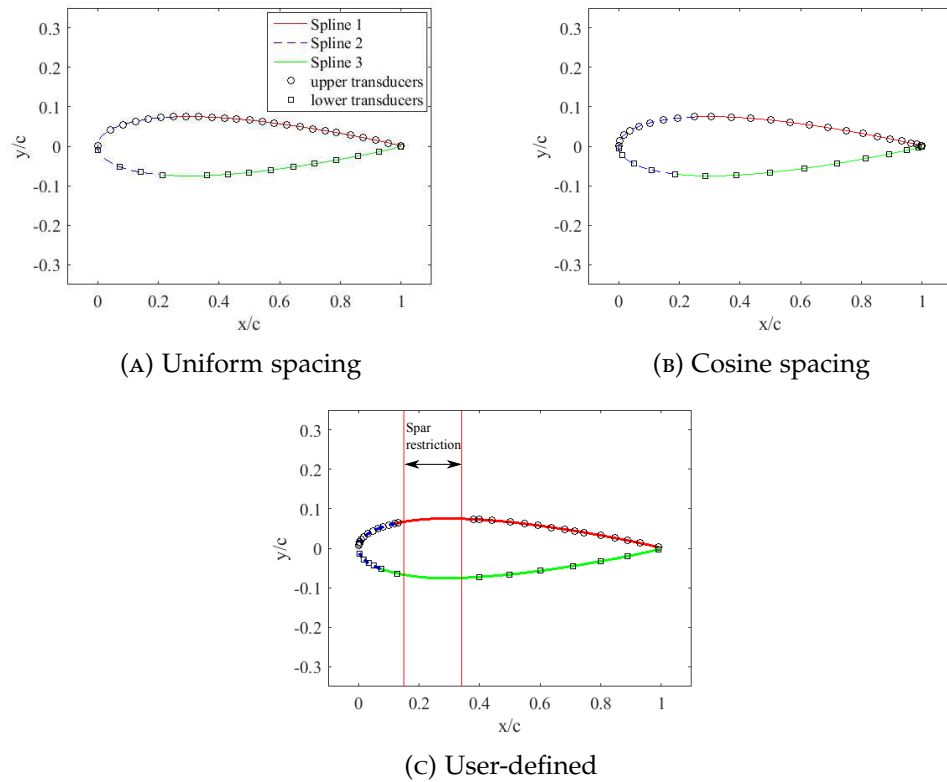 0.3
0.2
0.1
0
-0.1
-0.2
-0.3
y/c
0 0.2 0.4 0.6 0.8 1
x/c
Spline 1
Spline 2
Spline 3
upper transducers
lower transducers
(A) Uniform spacing
0.3
0.2
0.1
0
-0.1
-0.2
-0.3
y/c
0 0.2 0.4 0.6 0.8 1
x/c
(B) Cosine spacing
0.3
0.2
0.1
0
-0.1
-0.2
-0.3
y/c
Spar
restriction
0 0.2 0.4 0.6 0.8 1
x/c
(C) User-defined